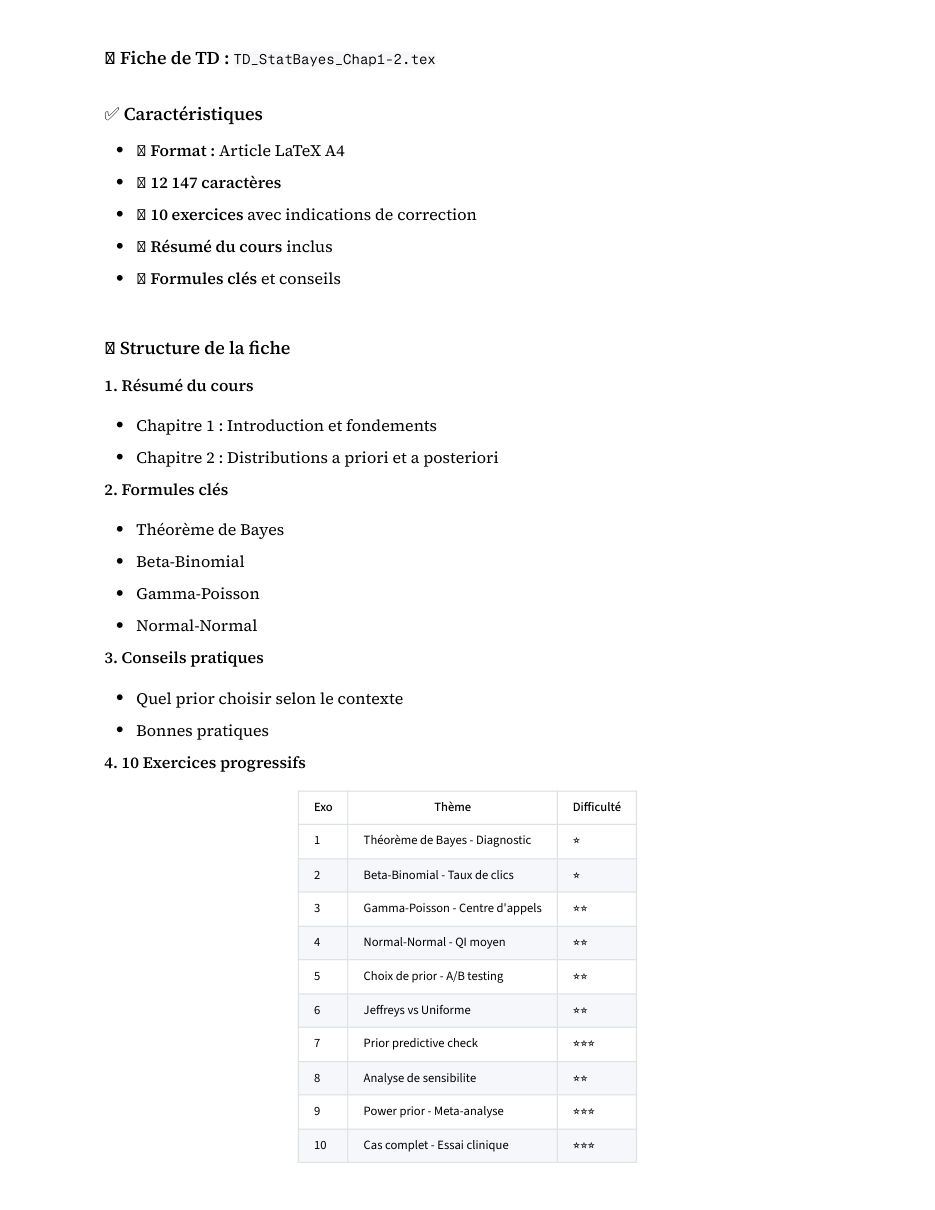 Fiche de TD : TD_StatBayes_Chap1-2.tex
✅ Caractéristiques
• Format : Article LaTeX A4
• 12 147 caractères
• 10 exercices avec indications de correction
• Résumé du cours inclus
• Formules clés et conseils
Structure de la fiche
1. Résumé du cours
• Chapitre 1 : Introduction et fondements
• Chapitre 2 : Distributions a priori et a posteriori
2. Formules clés
• Théorème de Bayes
• Beta-Binomial
• Gamma-Poisson
• Normal-Normal
3. Conseils pratiques
• Quel prior choisir selon le contexte
• Bonnes pratiques
4. 10 Exercices progressifs
Exo Thème Difficulté
1 Théorème de Bayes - Diagnostic ⭐
2 Beta-Binomial - Taux de clics ⭐
3 Gamma-Poisson - Centre d'appels ⭐⭐
4 Normal-Normal - QI moyen ⭐⭐
5 Choix de prior - A/B testing ⭐⭐
6 Jeffreys vs Uniforme ⭐⭐
7 Prior predictive check ⭐⭐⭐
8 Analyse de sensibilite ⭐⭐
9 Power prior - Meta-analyse ⭐⭐⭐
10 Cas complet - Essai clinique ⭐⭐⭐